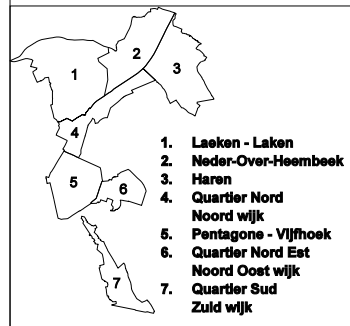 1
2
3
4
5
6
7
1. Laeken - Laken
2. Neder-Over-Heembeek
3. Haren
4. Quartier Nord
Noord wijk
5. Pentagone - Vijfhoek
6. Quartier Nord Est
Noord Oost wijk
7. Quartier Sud
Zuid wijk